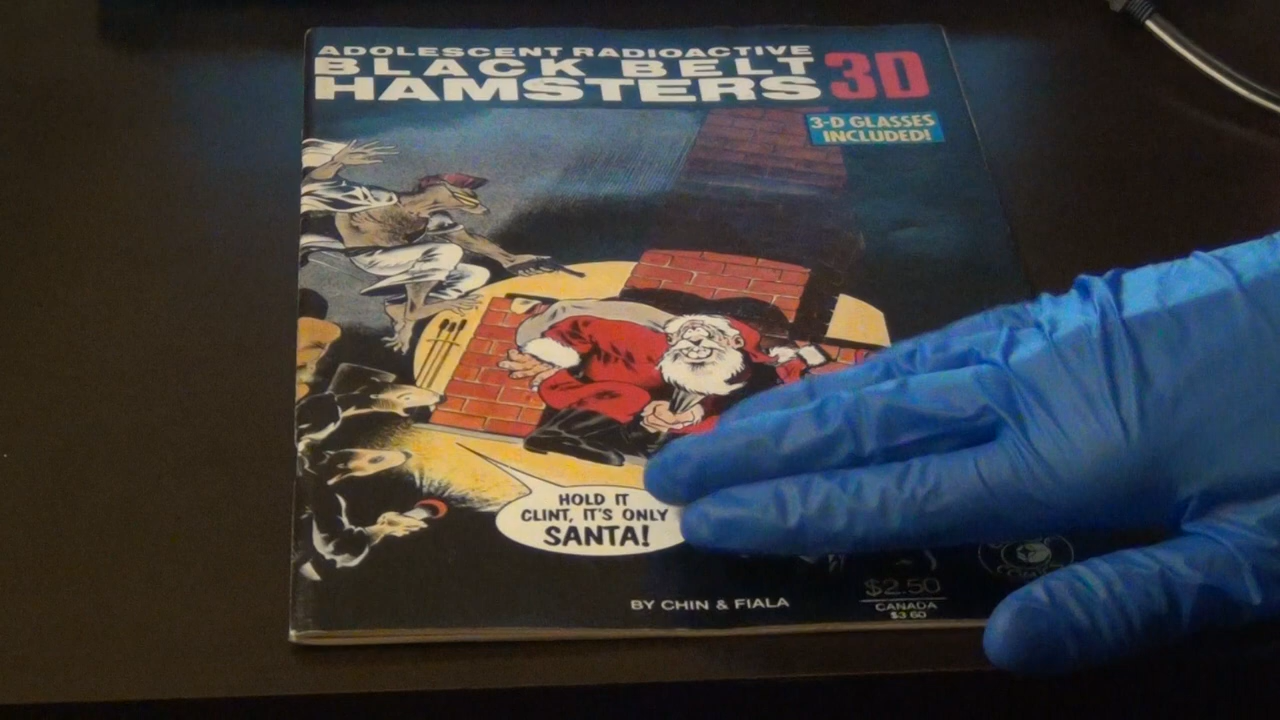 ADOLESCENT RADIOACTIVE
BLACK BELT
HAMSTERS 3D
3-D GLASSES
INCLUDED!
HOLD IT
CLINT, IT'S ONLY
SANTA!
BY CHIN & FIALA
$2.50
CANADA
$3.60